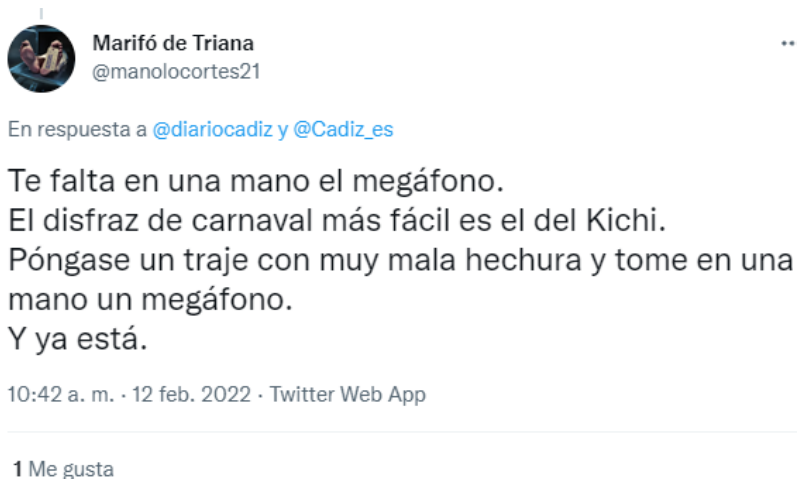 Marifó de Triana
@manolocortes21
En respuesta a @diariocadiz y @Cadiz_es
Te falta en una mano el megáfono.
El disfraz de carnaval más fácil es el del Kichi.
Póngase un traje con muy mala hechura y tome en una
mano un megáfono.
Y ya está.
10:42 a. m. · 12 feb. 2022 · Twitter Web App
1 Me gusta